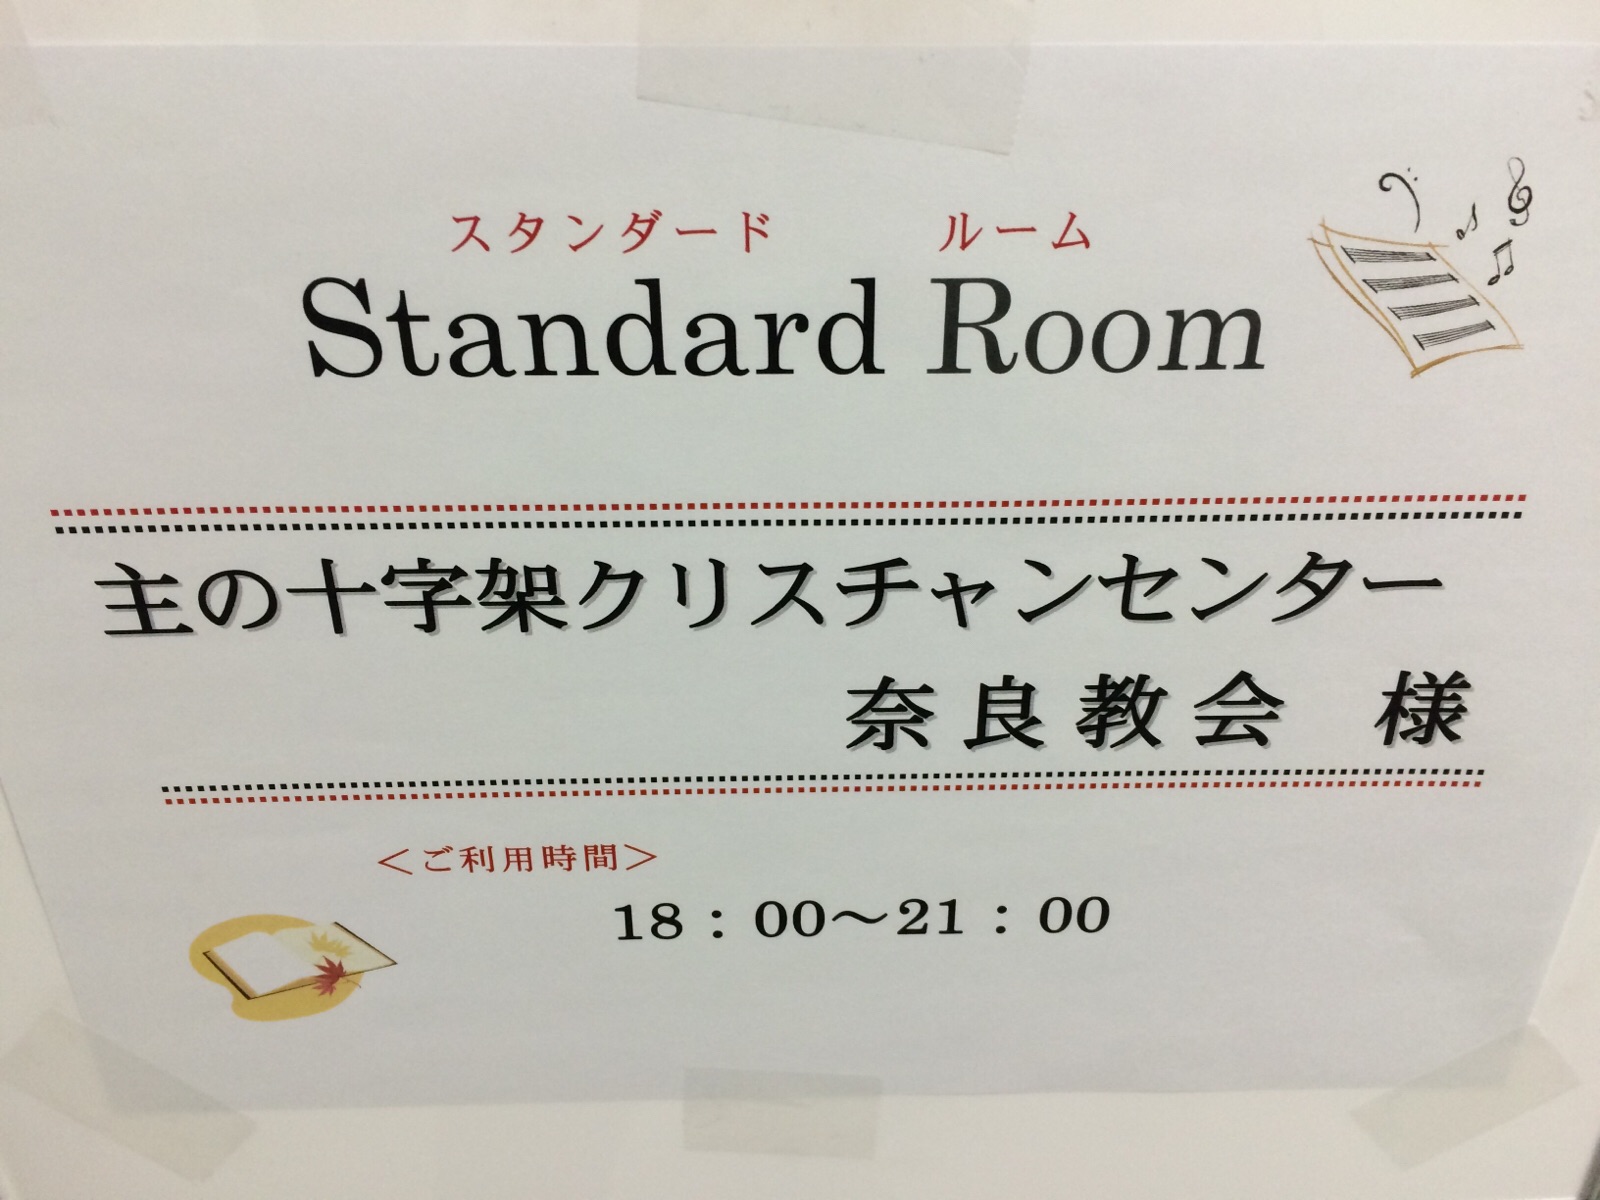 スタンダード ルーム
Standard Room
主の十字架クリスチャンセンター
奈良教会 様
＜ご利用時間＞
18：00～21：00